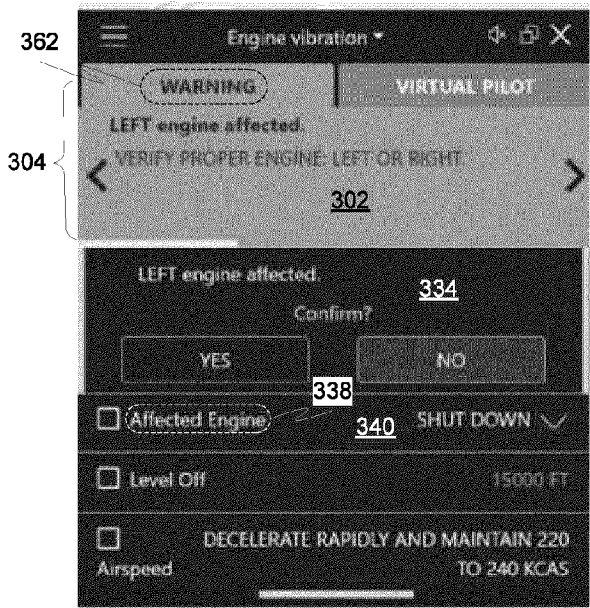 362
Engine vibration
WARNING
VIRTUAL PILOT
LEFT engine affected.
VERIFY PROPER ENGINE: LEFT OR RIGHT
304
302
LEFT engine affected.
334
Confirm?
YES
NO
338
Affected Engine
340
SHUT DOWN
Level Off
15000 FT
DECELERATE RAPIDLY AND MAINTAIN 220
Airspeed
TO 240 KCAS